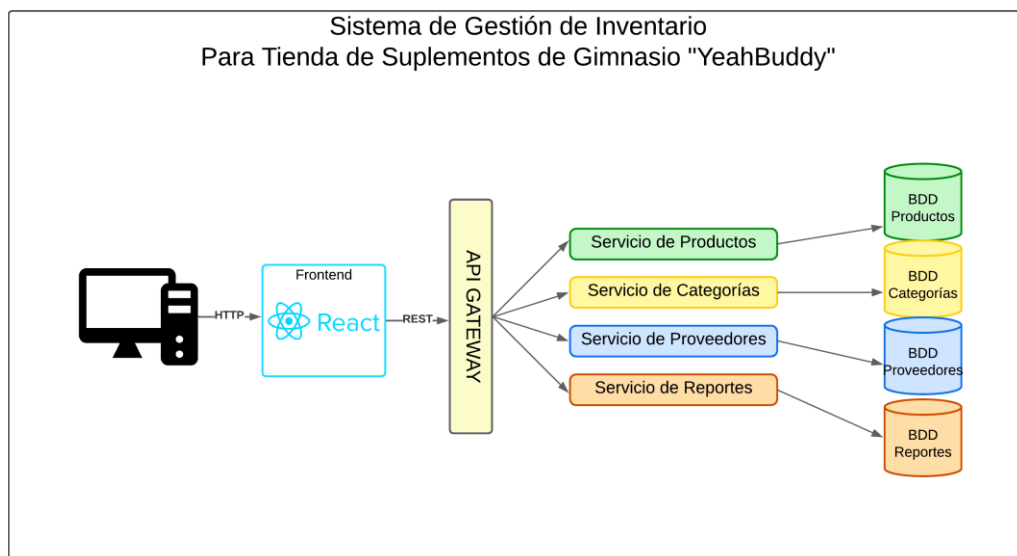 Sistema de Gestión de Inventario
Para Tienda de Suplementos de Gimnasio "YeahBuddy"
HTTP
Frontend
React
REST
API GATEWAY
Servicio de Productos
Servicio de Categorías
Servicio de Proveedores
Servicio de Reportes
BDD
Productos
BDD
Categorías
BDD
Proveedores
BDD
Reportes